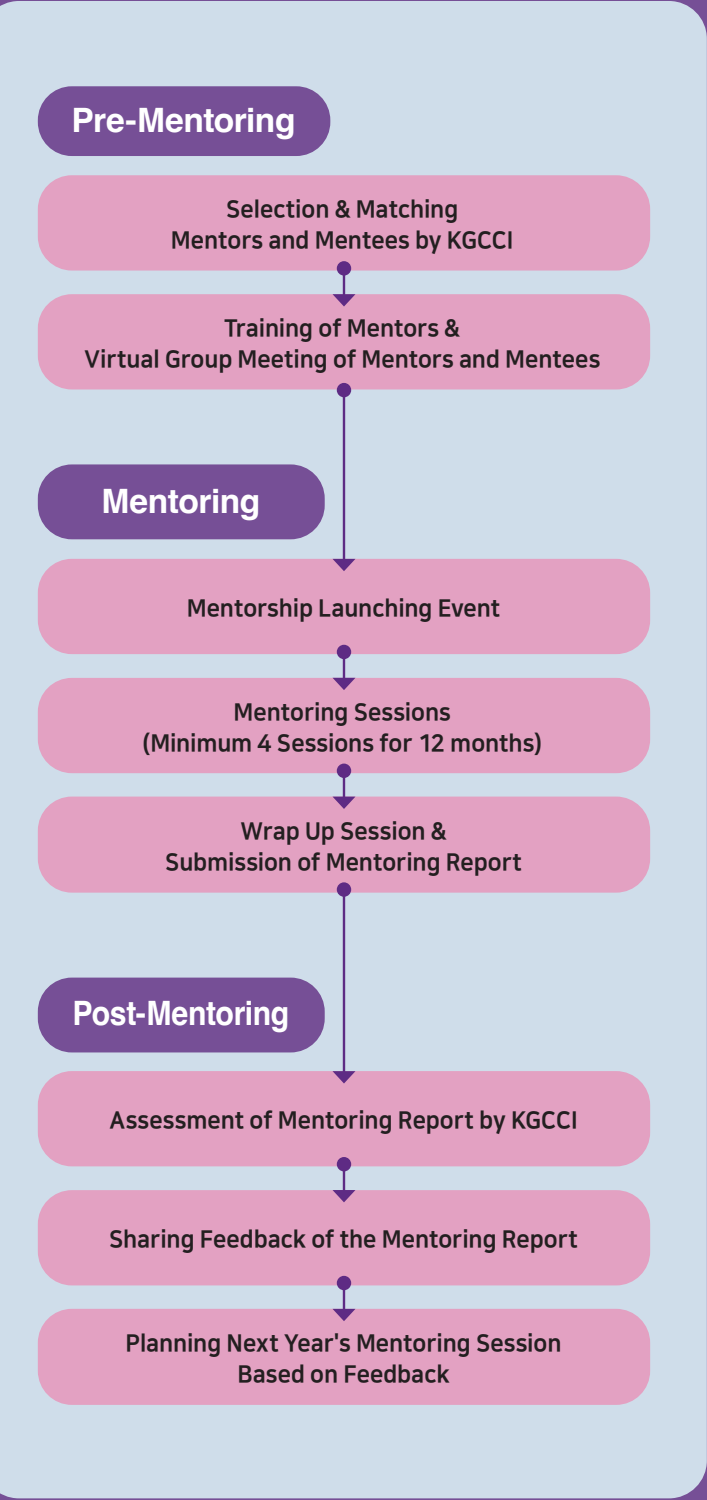 Pre-Mentoring
Selection & Matching
Mentors and Mentees by KGCCI
Training of Mentors &
Virtual Group Meeting of Mentors and Mentees
Mentoring
Mentorship Launching Event
Mentoring Sessions
(Minimum 4 Sessions for 12 months)
Wrap Up Session &
Submission of Mentoring Report
Post-Mentoring
Assessment of Mentoring Report by KGCCI
Sharing Feedback of the Mentoring Report
Planning Next Year's Mentoring Session
Based on Feedback